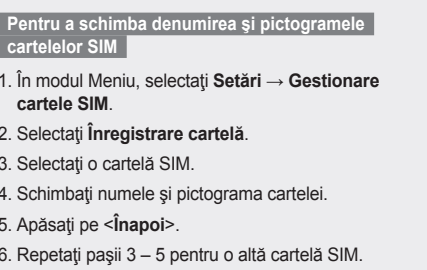 Pentru a schimba denumirea şi pictogramele
cartelelor SIM
1. În modul Meniu, selectaţi Setări → Gestionare
cartele SIM.
2. Selectaţi Înregistrare cartelă.
3. Selectaţi o cartelă SIM.
4. Schimbaţi numele şi pictograma cartelei.
5. Apăsaţi pe <Înapoi>.
6. Repetaţi paşii 3 – 5 pentru o altă cartelă SIM.